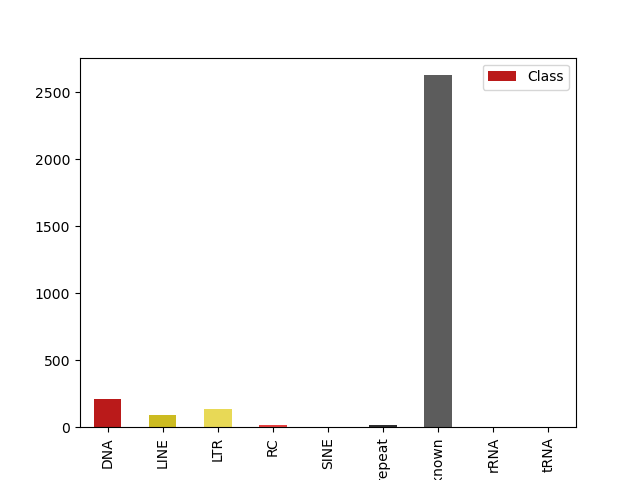 Class
2500
2000
1500
1000
500
0
DNA
LINE
LTR
RC
SINE
repeat
known
rRNA
tRNA